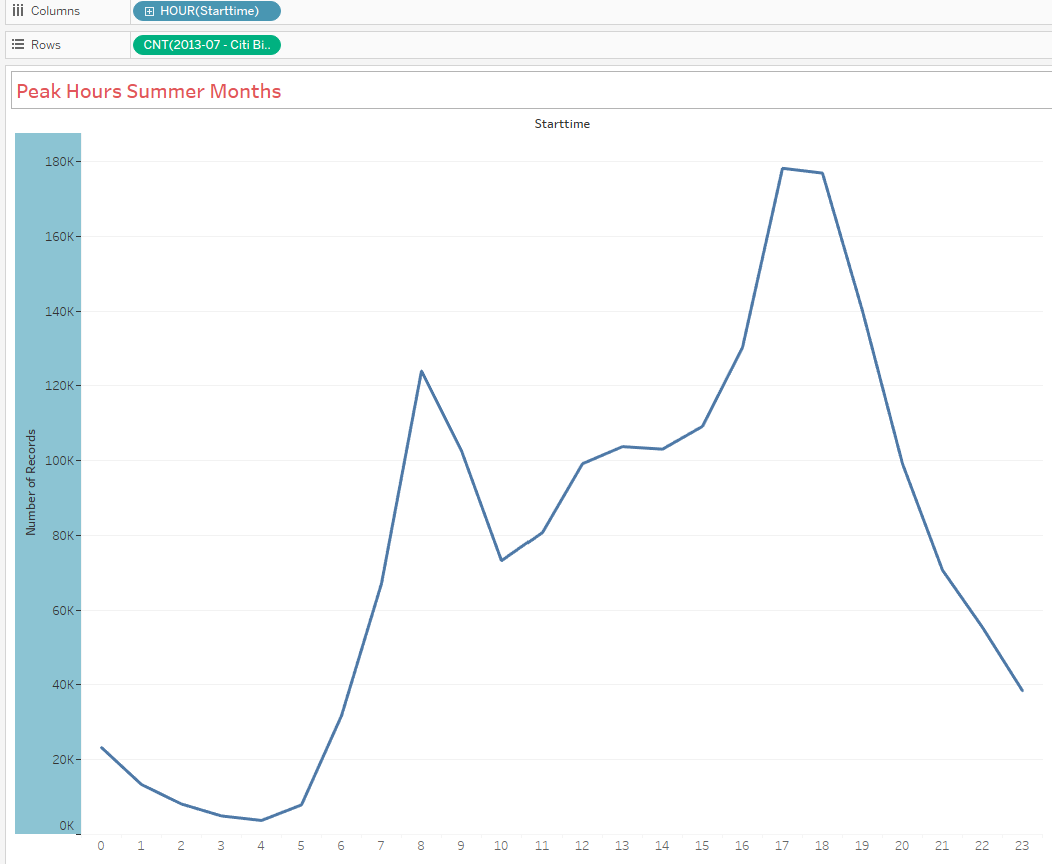 Columns HOUR(Starttime)
Rows CNT(2013-07 - Citi Bi..
Peak Hours Summer Months
Starttime
180K
160K
140K
120K
100K
80K
60K
40K
20K
0K
Number of Records
0 1 2 3 4 5 6 7 8 9 10 11 12 13 14 15 16 17 18 19 20 21 22 23